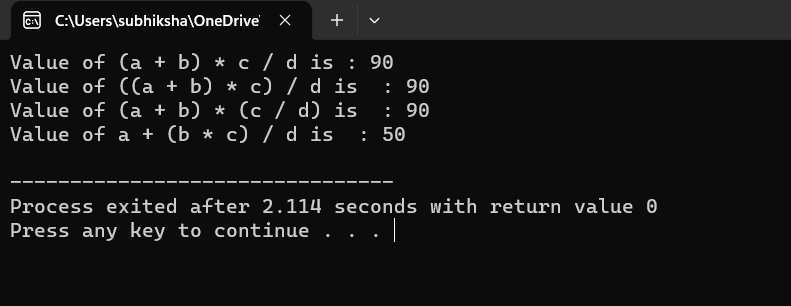 C:\Users\subhiksha\OneDrive
Value of (a + b) * c / d is : 90
Value of ((a + b) * c) / d is  : 90
Value of (a + b) * (c / d) is  : 90
Value of a + (b * c) / d is  : 50
--------------------------------
Process exited after 2.114 seconds with return value 0
Press any key to continue . . .